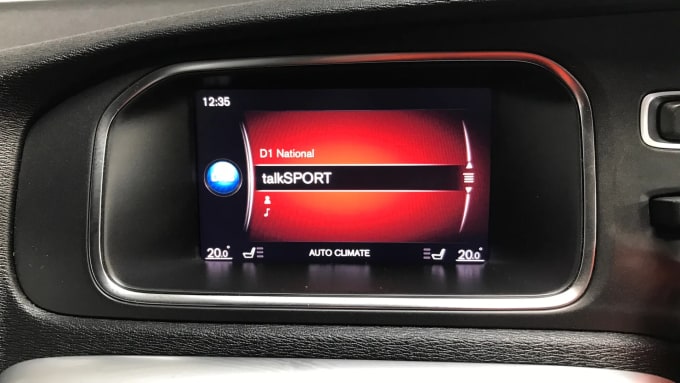 12:35
D1 National
talkSPORT
20.0° AUTO CLIMATE 20.0°